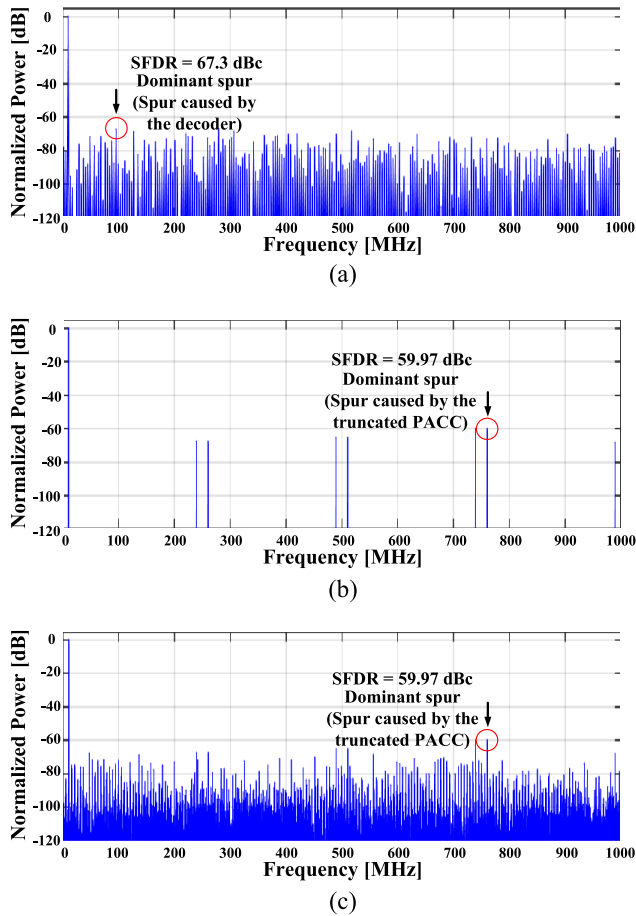 0
-20
-40
-60
-80
-100
-120
Normalized Power [dB]
SFDR = 67.3 dBc
Dominant spur
(Spur caused by
the decoder)
0
100
200
300
400
500
600
700
800
900
1000
Frequency [MHz]
(a)
0
-20
-40
-60
-80
-100
-120
Normalized Power [dB]
SFDR = 59.97 dBc
Dominant spur
(Spur caused by the
truncated PACC)
0
100
200
300
400
500
600
700
800
900
1000
Frequency [MHz]
(b)
0
-20
-40
-60
-80
-100
-120
Normalized Power [dB]
SFDR = 59.97 dBc
Dominant spur
(Spur caused by the
truncated PACC)
0
100
200
300
400
500
600
700
800
900
1000
Frequency [MHz]
(c)